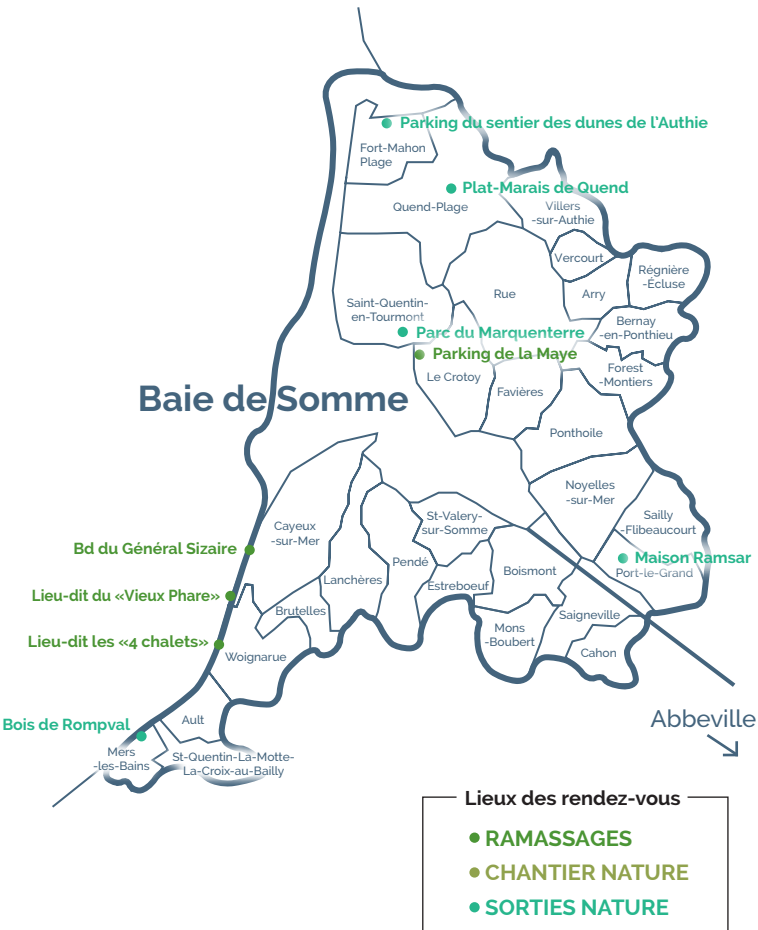 Parking du sentier des dunes de l'Authie
Fort-Mahon
Plage
Plat-Marais de Quend
Quend-Plage
Villers
-sur-Authie
Vercourt
Régnière
-Écluse
Rue
Arry
Saint-Quentin-
en-Tourmont
Bernay
-en-Ponthieu
Parc du Marquenterre
Parking de la Maye
Le Crotoy
Forest
-Montiers
Favières
Baie de Somme
Ponthoile
Noyelles
-sur-Mer
Cayeux
-sur-Mer
St-Valery-
sur-Somme
Sailly
-Flibeaucourt
Bd du Général Sizaire
Pendé
Boismont
Maison Ramsar
Port-le-Grand
Lanchères
Estreboeuf
Lieu-dit du «Vieux Phare»
Brutelles
Saigneville
Mons
-Boubert
Lieu-dit les «4 chalets»
Woignarue
Cahon
Abbeville
Bois de Rompval
Ault
Mers
-les-Bains
St-Quentin-La-Motte-
La-Croix-au-Bailly
Lieux des rendez-vous
RAMASSAGES
CHANTIER NATURE
SORTIES NATURE